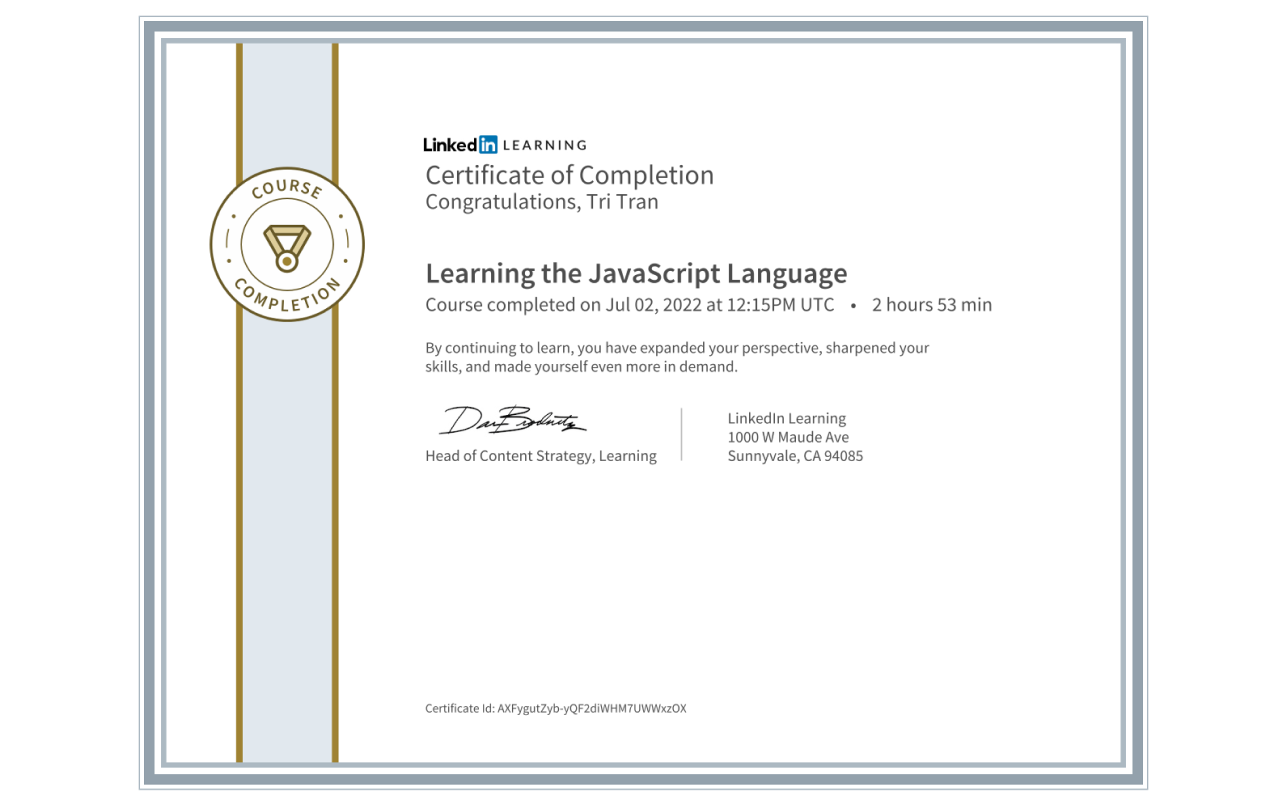 COURSE
COMPLETION
Linked in LEARNING
Certificate of Completion
Congratulations, Tri Tran
Learning the JavaScript Language
Course completed on Jul 02, 2022 at 12:15PM UTC • 2 hours 53 min
By continuing to learn, you have expanded your perspective, sharpened your
skills, and made yourself even more in demand.
Head of Content Strategy, Learning
LinkedIn Learning
1000 W Maude Ave
Sunnyvale, CA 94085
Certificate Id: AXFygutZyb-yQF2diWHM7UWWxzOX